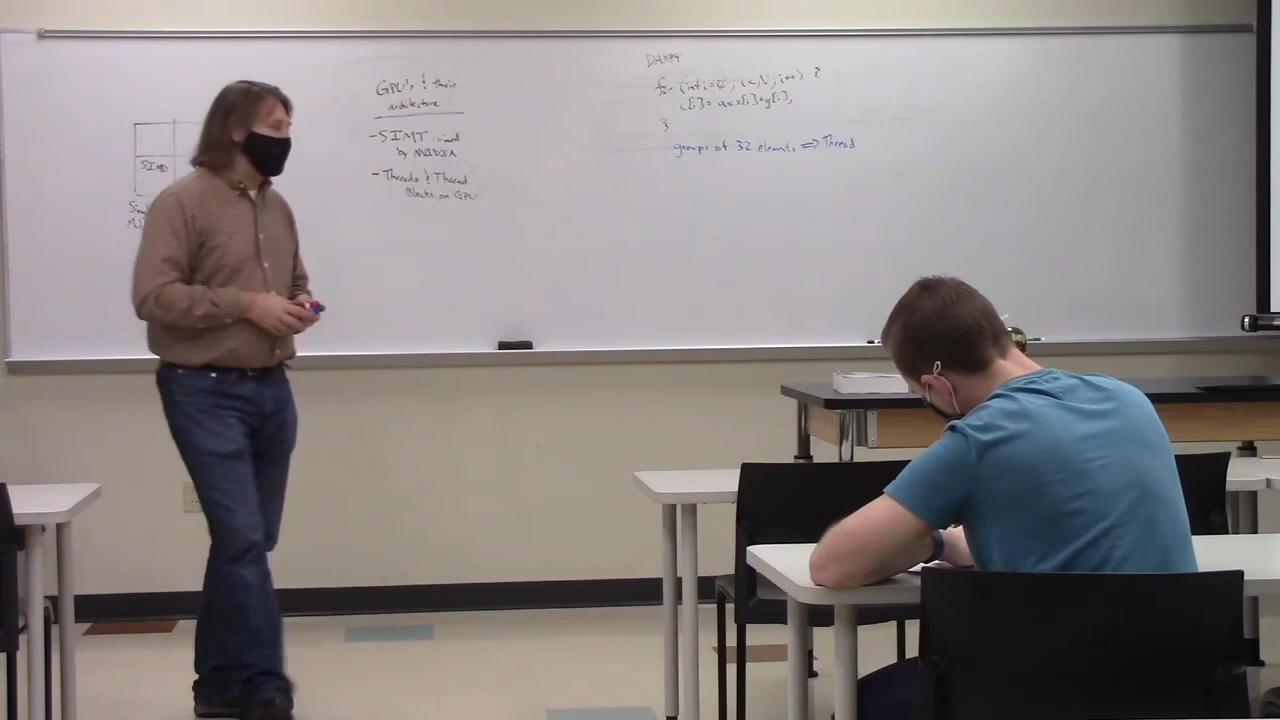 SIMD
GPU's & their
architecture
- SIMT coined
by NVIDIA
- Threads & Thread
Blocks on GPU
DAXPY
for (int i=0; i<N; i++) {
a*x[i]+y[i];
}
groups of 32 elements => Thread